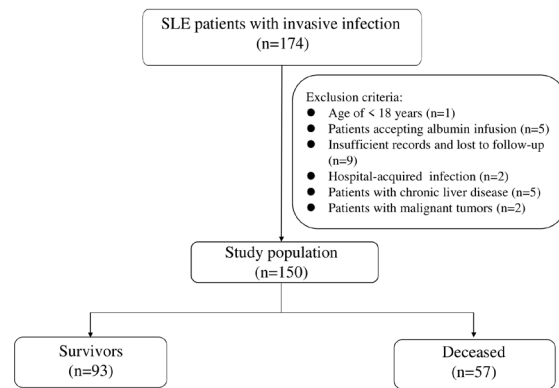 SLE patients with invasive infection
(n=174)
Exclusion criteria:
● Age of < 18 years (n=1)
● Patients accepting albumin infusion (n=5)
● Insufficient records and lost to follow-up
(n=9)
● Hospital-acquired infection (n=2)
● Patients with chronic liver disease (n=5)
● Patients with malignant tumors (n=2)
Study population
(n=150)
Survivors
(n=93)
Deceased
(n=57)